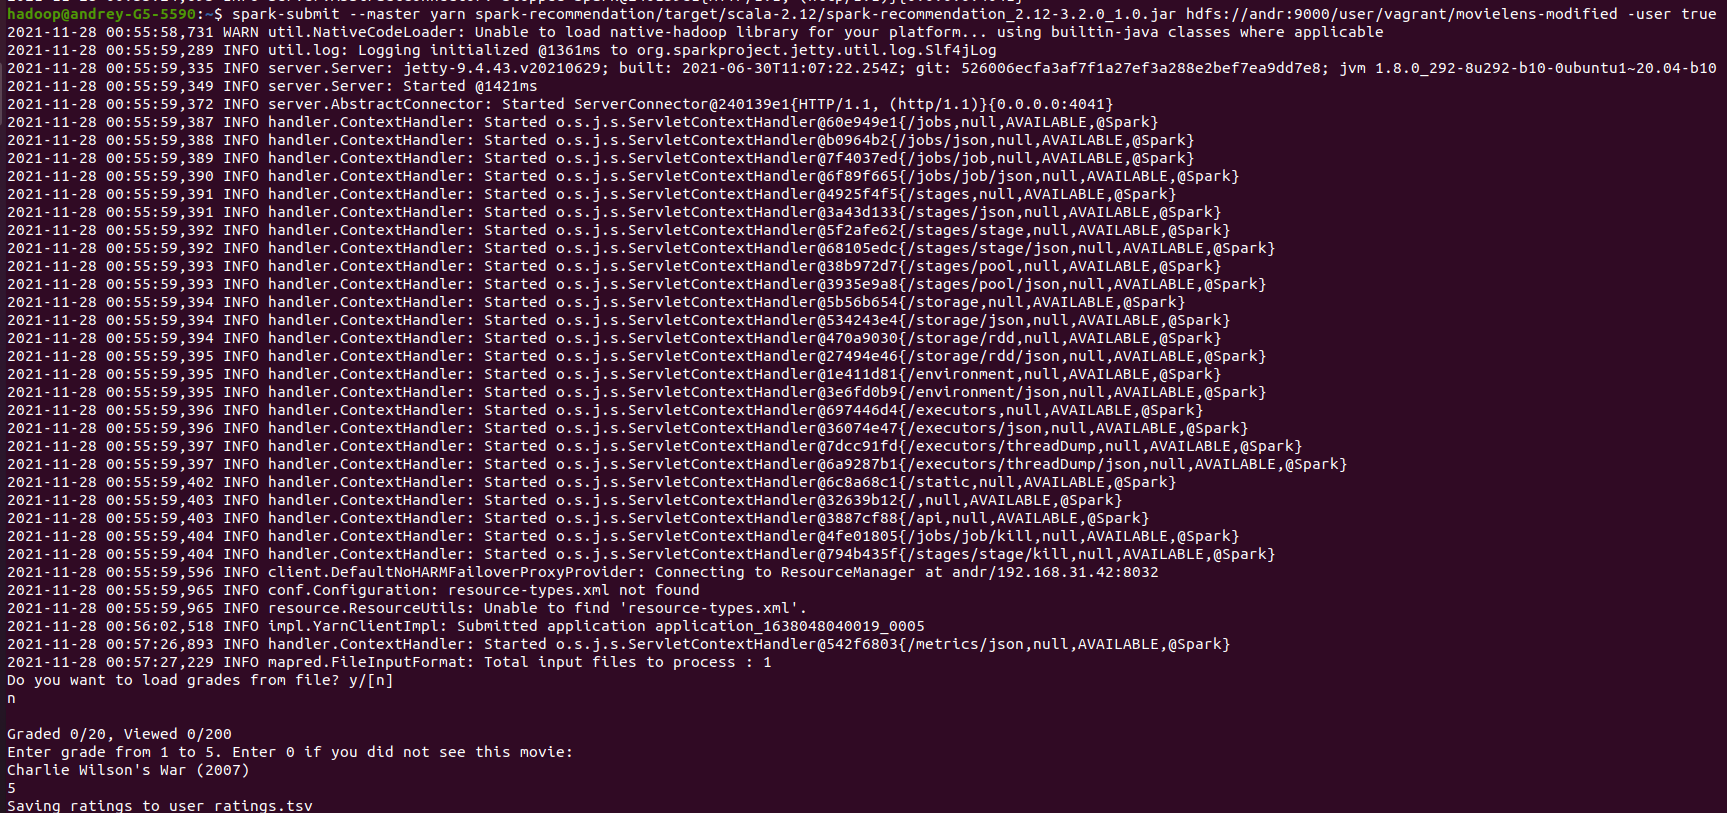 hadoop@andrey-G5-5590:~$ spark-submit --master yarn spark-recommendation/target/scala-2.12/spark-recommendation_2.12-3.2.0_1.0.jar hdfs://andr:9000/user/vagrant/movielens-modified -user true
2021-11-28 00:55:58,731 WARN util.NativeCodeLoader: Unable to load native-hadoop library for your platform... using builtin-java classes where applicable
2021-11-28 00:55:59,289 INFO util.log: Logging initialized @1361ms to org.sparkproject.jetty.util.log.Slf4jLog
2021-11-28 00:55:59,335 INFO server.Server: jetty-9.4.43.v20210629; built: 2021-06-30T11:07:22.254Z; git: 526006ecfa3af7f1a27ef3a288e2bef7ea9dd7e8; jvm 1.8.0_292-8u292-b10-0ubuntu1~20.04-b10
2021-11-28 00:55:59,349 INFO server.Server: Started @1421ms
2021-11-28 00:55:59,372 INFO server.AbstractConnector: Started ServerConnector@240139e1{HTTP/1.1, (http/1.1)}{0.0.0.0:4041}
2021-11-28 00:55:59,387 INFO handler.ContextHandler: Started o.s.j.s.ServletContextHandler@60e949e1{/jobs,null,AVAILABLE,@Spark}
2021-11-28 00:55:59,388 INFO handler.ContextHandler: Started o.s.j.s.ServletContextHandler@b0964b2{/jobs/json,null,AVAILABLE,@Spark}
2021-11-28 00:55:59,389 INFO handler.ContextHandler: Started o.s.j.s.ServletContextHandler@7f4037ed{/jobs/job,null,AVAILABLE,@Spark}
2021-11-28 00:55:59,390 INFO handler.ContextHandler: Started o.s.j.s.ServletContextHandler@6f89f665{/jobs/job/json,null,AVAILABLE,@Spark}
2021-11-28 00:55:59,391 INFO handler.ContextHandler: Started o.s.j.s.ServletContextHandler@4925f4f5{/stages,null,AVAILABLE,@Spark}
2021-11-28 00:55:59,391 INFO handler.ContextHandler: Started o.s.j.s.ServletContextHandler@3a43d133{/stages/json,null,AVAILABLE,@Spark}
2021-11-28 00:55:59,392 INFO handler.ContextHandler: Started o.s.j.s.ServletContextHandler@5f2afe62{/stages/stage,null,AVAILABLE,@Spark}
2021-11-28 00:55:59,392 INFO handler.ContextHandler: Started o.s.j.s.ServletContextHandler@68105edc{/stages/stage/json,null,AVAILABLE,@Spark}
2021-11-28 00:55:59,393 INFO handler.ContextHandler: Started o.s.j.s.ServletContextHandler@38b972d7{/stages/pool,null,AVAILABLE,@Spark}
2021-11-28 00:55:59,393 INFO handler.ContextHandler: Started o.s.j.s.ServletContextHandler@3935e9a8{/stages/pool/json,null,AVAILABLE,@Spark}
2021-11-28 00:55:59,394 INFO handler.ContextHandler: Started o.s.j.s.ServletContextHandler@5b56b654{/storage,null,AVAILABLE,@Spark}
2021-11-28 00:55:59,394 INFO handler.ContextHandler: Started o.s.j.s.ServletContextHandler@534243e4{/storage/json,null,AVAILABLE,@Spark}
2021-11-28 00:55:59,394 INFO handler.ContextHandler: Started o.s.j.s.ServletContextHandler@470a9030{/storage/rdd,null,AVAILABLE,@Spark}
2021-11-28 00:55:59,395 INFO handler.ContextHandler: Started o.s.j.s.ServletContextHandler@27494e46{/storage/rdd/json,null,AVAILABLE,@Spark}
2021-11-28 00:55:59,395 INFO handler.ContextHandler: Started o.s.j.s.ServletContextHandler@1e411d81{/environment,null,AVAILABLE,@Spark}
2021-11-28 00:55:59,395 INFO handler.ContextHandler: Started o.s.j.s.ServletContextHandler@3e6fd0b9{/environment/json,null,AVAILABLE,@Spark}
2021-11-28 00:55:59,396 INFO handler.ContextHandler: Started o.s.j.s.ServletContextHandler@697446d4{/executors,null,AVAILABLE,@Spark}
2021-11-28 00:55:59,396 INFO handler.ContextHandler: Started o.s.j.s.ServletContextHandler@36074e47{/executors/json,null,AVAILABLE,@Spark}
2021-11-28 00:55:59,397 INFO handler.ContextHandler: Started o.s.j.s.ServletContextHandler@7dcc91fd{/executors/threadDump,null,AVAILABLE,@Spark}
2021-11-28 00:55:59,397 INFO handler.ContextHandler: Started o.s.j.s.ServletContextHandler@6a9287b1{/executors/threadDump/json,null,AVAILABLE,@Spark}
2021-11-28 00:55:59,402 INFO handler.ContextHandler: Started o.s.j.s.ServletContextHandler@6c8a68c1{/static,null,AVAILABLE,@Spark}
2021-11-28 00:55:59,403 INFO handler.ContextHandler: Started o.s.j.s.ServletContextHandler@32639b12{/,null,AVAILABLE,@Spark}
2021-11-28 00:55:59,403 INFO handler.ContextHandler: Started o.s.j.s.ServletContextHandler@3887cf88{/api,null,AVAILABLE,@Spark}
2021-11-28 00:55:59,404 INFO handler.ContextHandler: Started o.s.j.s.ServletContextHandler@4fe01805{/jobs/job/kill,null,AVAILABLE,@Spark}
2021-11-28 00:55:59,404 INFO handler.ContextHandler: Started o.s.j.s.ServletContextHandler@794b435f{/stages/stage/kill,null,AVAILABLE,@Spark}
2021-11-28 00:55:59,596 INFO client.DefaultNoHARMFailoverProxyProvider: Connecting to ResourceManager at andr/192.168.31.42:8032
2021-11-28 00:55:59,965 INFO conf.Configuration: resource-types.xml not found
2021-11-28 00:55:59,965 INFO resource.ResourceUtils: Unable to find 'resource-types.xml'.
2021-11-28 00:56:02,518 INFO impl.YarnClientImpl: Submitted application application_1638048040019_0005
2021-11-28 00:57:26,893 INFO handler.ContextHandler: Started o.s.j.s.ServletContextHandler@542f6803{/metrics/json,null,AVAILABLE,@Spark}
2021-11-28 00:57:27,229 INFO mapred.FileInputFormat: Total input files to process : 1
Do you want to load grades from file? y/[n]
n
Graded 0/20, Viewed 0/200
Enter grade from 1 to 5. Enter 0 if you did not see this movie:
Charlie Wilson's War (2007)
5
Saving ratings to user ratings.tsv